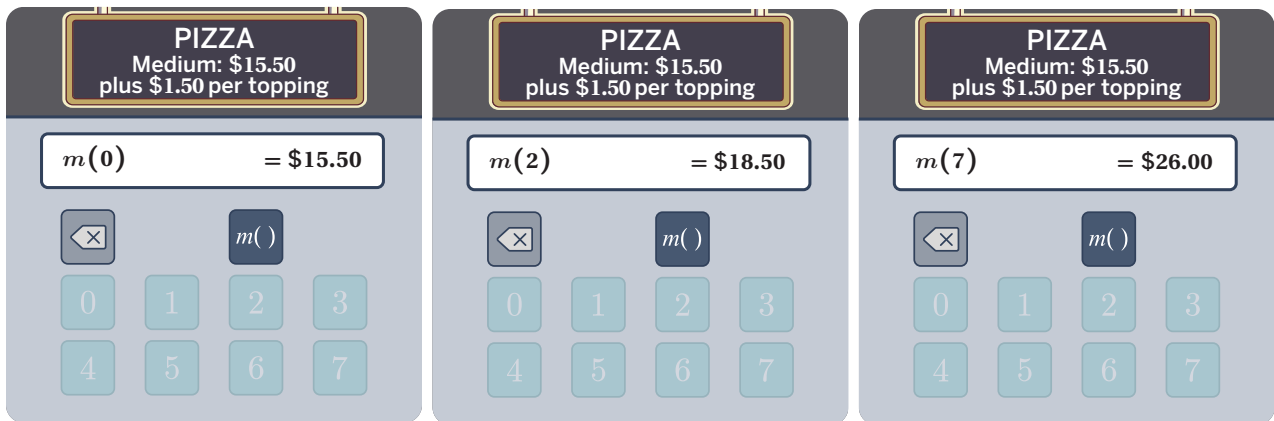 PIZZA
Medium: $15.50
plus $1.50 per topping
m(0) = $15.50
m( )
0 1 2 3
4 5 6 7
PIZZA
Medium: $15.50
plus $1.50 per topping
m(2) = $18.50
m( )
0 1 2 3
4 5 6 7
PIZZA
Medium: $15.50
plus $1.50 per topping
m(7) = $26.00
m( )
0 1 2 3
4 5 6 7